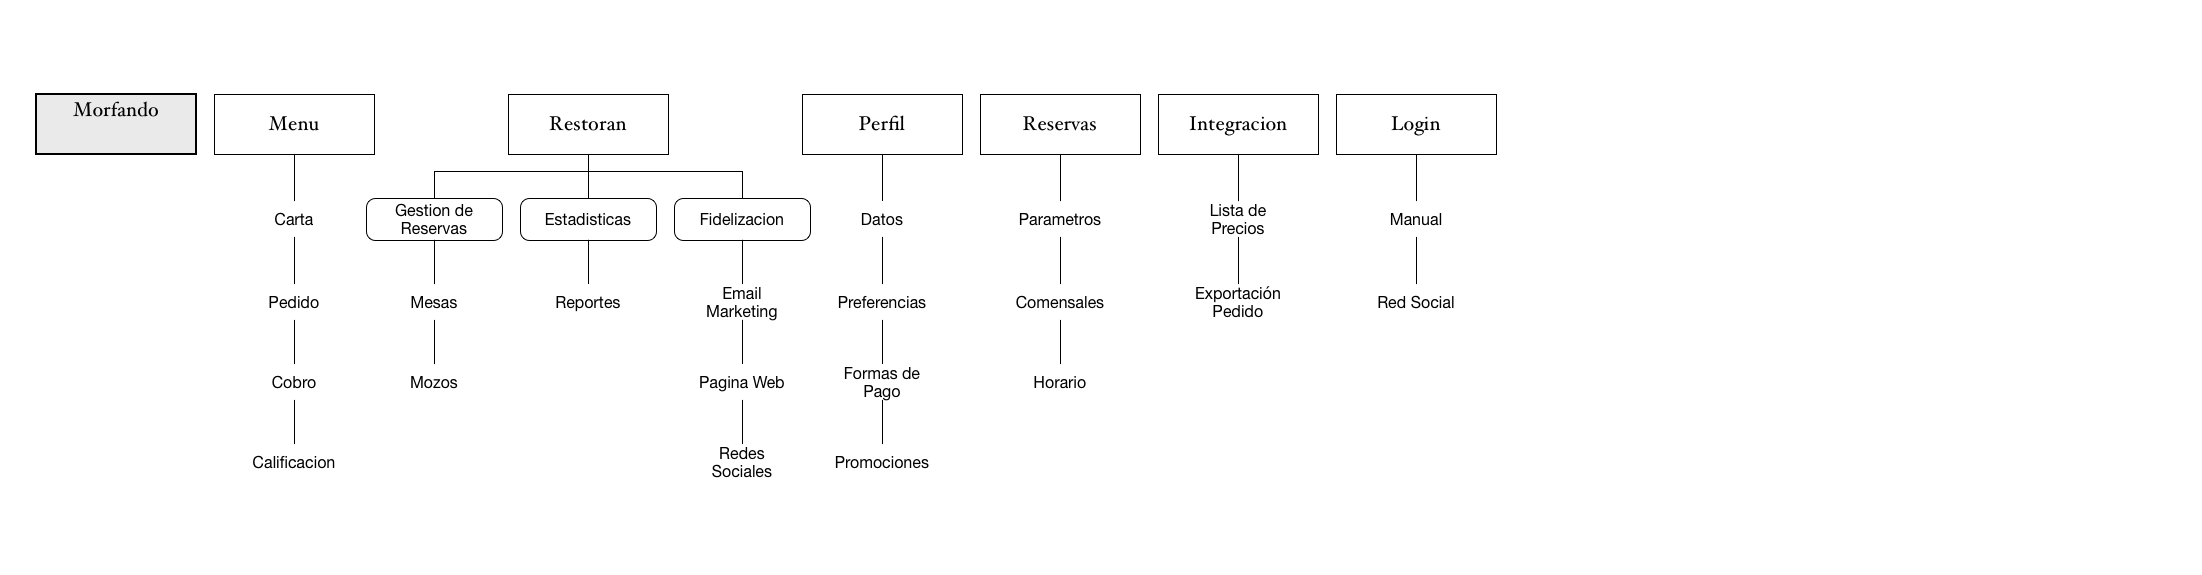 Morfando
Menu
Restoran
Perfil
Reservas
Integracion
Login
Carta
Gestion de
Reservas
Estadisticas
Fidelizacion
Datos
Parametros
Lista de
Precios
Manual
Pedido
Mesas
Reportes
Email
Marketing
Preferencias
Comensales
Exportación
Pedido
Red Social
Cobro
Mozos
Pagina Web
Formas de
Pago
Horario
Calificacion
Redes
Sociales
Promociones